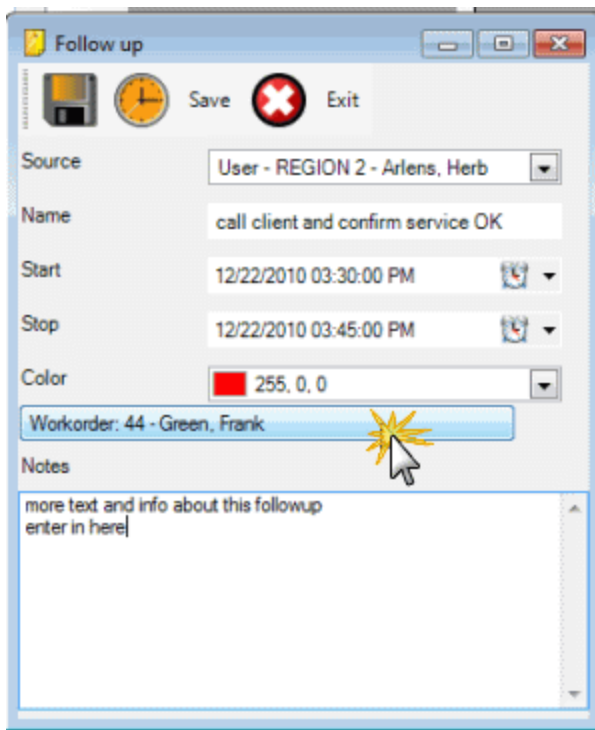 Follow up
Save Exit
Source User - REGION 2 - Arlens, Herb
Name call client and confirm service OK
Start 12/22/2010 03:30:00 PM
Stop 12/22/2010 03:45:00 PM
Color 255, 0, 0
Workorder: 44 - Green, Frank
Notes
more text and info about this followup
enter in here